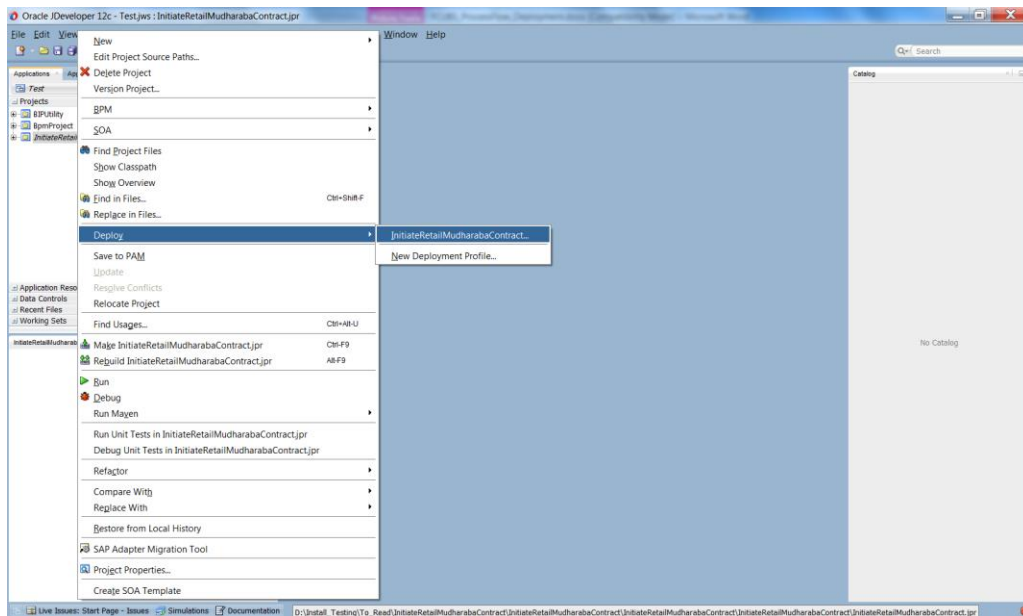 Oracle JDeveloper 12c - Test.jws : InitiateRetailMudharabaContract.jpr
File Edit View Window Help
Search
Applications
Test
Projects
BIPUtility
BpmProject
InitiateRetail
Application Reso
Data Controls
Recent Files
Working Sets
InitiateRetailMudharab
New
Edit Project Source Paths...
Delete Project
Version Project...
BPM
SOA
Find Project Files
Show Classpath
Show Overview
Find in Files... Ctrl+Shift-F
Replace in Files...
Deploy
Save to PAM
Update
Resolve Conflicts
Relocate Project
Find Usages... Ctrl+Alt-U
Make InitiateRetailMudharabaContract.jpr Ctrl-F9
Rebuild InitiateRetailMudharabaContract.jpr Alt-F9
Run
Debug
Run Maven
Run Unit Tests in InitiateRetailMudharabaContract.jpr
Debug Unit Tests in InitiateRetailMudharabaContract.jpr
Refactor
Compare With
Replace With
Restore from Local History
SAP Adapter Migration Tool
Project Properties...
Create SOA Template
InitiateRetailMudharabaContract...
New Deployment Profile...
Catalog
No Catalog
Live Issues: Start Page - Issues Simulations Documentation
D:\Install_Testing\To_Read\InitiateRetailMudharabaContract\InitiateRetailMudharabaContract\InitiateRetailMudharabaContract\InitiateRetailMudharabaContract\InitiateRetailMudharabaContract.jpr